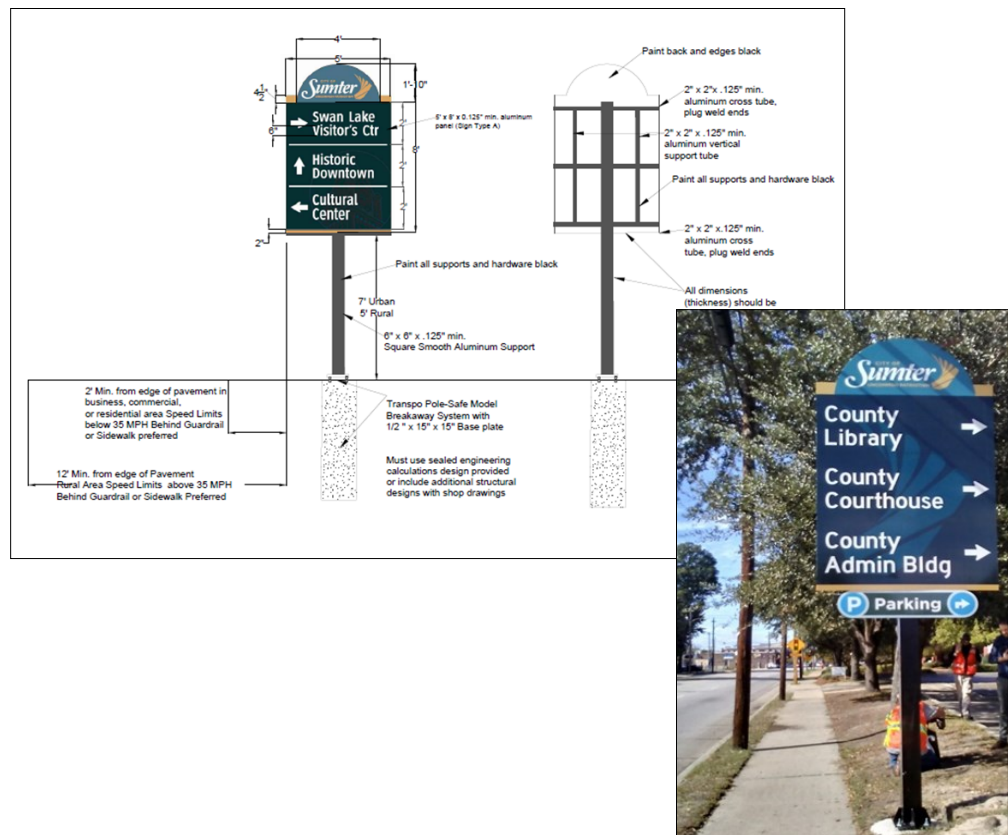 4'
5'
1'-10"
4 1/2"
CITY OF
Sumter
Swan Lake
Visitor's Ctr
6"
2'
5' x 8' x 0.125" min. aluminum
panel (Sign Type A)
8'
Historic
Downtown
2'
Cultural
Center
2'
2"
Paint all supports and hardware black
7' Urban
5' Rural
6" x 6" x .125" min.
Square Smooth Aluminum Support
2' Min. from edge of pavement in
business, commercial,
or residential area Speed Limits
below 35 MPH Behind Guardrail
or Sidewalk preferred
12' Min. from edge of Pavement
Rural Area Speed Limits above 35 MPH
Behind Guardrail or Sidewalk Preferred
Transpo Pole-Safe Model
Breakaway System with
1/2 " x 15" x 15" Base plate
Must use sealed engineering
calculations design provided
or include additional structural
designs with shop drawings
Paint back and edges black
2" x 2"x .125" min.
aluminum cross tube,
plug weld ends
2" x 2" x .125" min.
aluminum vertical
support tube
Paint all supports and hardware black
2" x 2" x.125" min.
aluminum cross
tube, plug weld ends
All dimensions
(thickness) should be
CITY OF
Sumter
County
Library
County
Courthouse
County
Admin Bldg
P Parking